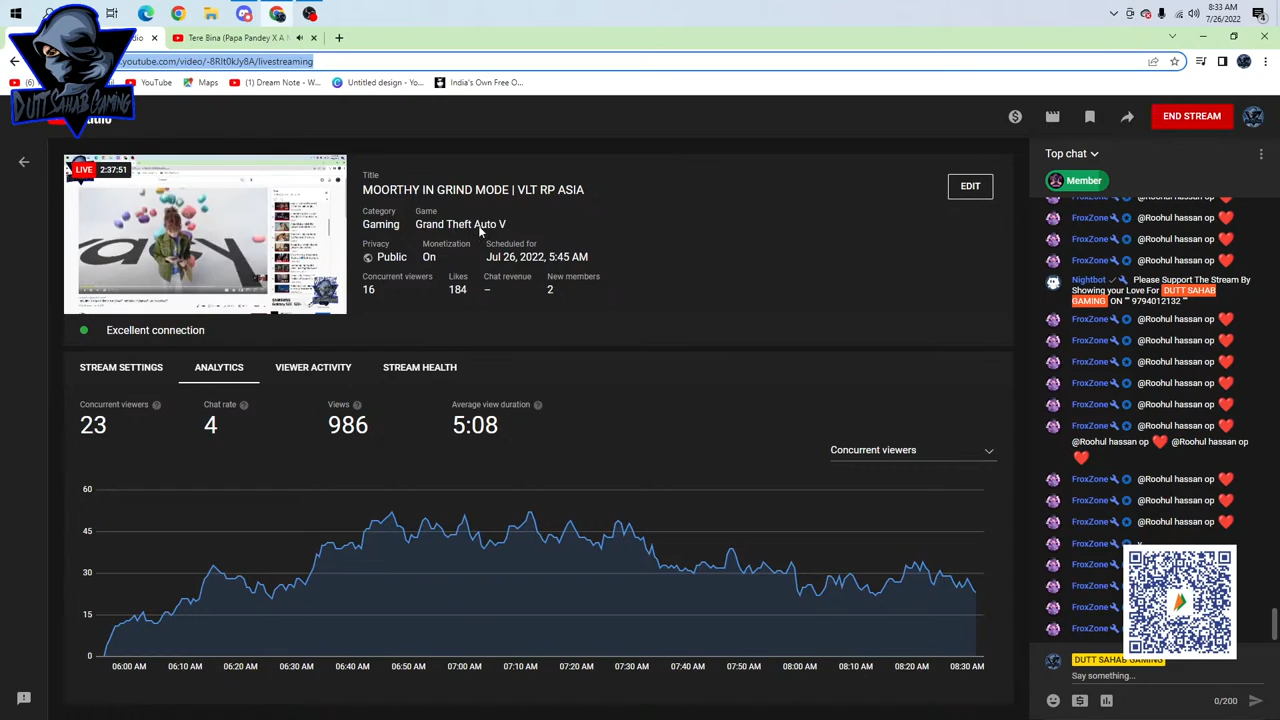 8:33 AM
7/26/2022
4
DUTT SAHAB GAMING
Tere Bina (Papa Pandey X A N
.youtube.com/video/-8RIt0kJy8A/livestreaming
YouTube
Maps
(1) Dream Note - W...
Untitled design - Yo...
India's Own Free O...
END STREAM
LIVE
2:37:51
Title
MOORTHY IN GRIND MODE | VLT RP ASIA
EDIT
Category
Game
Gaming
Grand Theft Auto V
Privacy
Monetization
Scheduled for
Public
On
Jul 26, 2022, 5:45 AM
Concurrent viewers
Likes
Chat revenue
New members
16
184
–
2
Excellent connection
STREAM SETTINGS
ANALYTICS
VIEWER ACTIVITY
STREAM HEALTH
Concurrent viewers
Chat rate
Views
Average view duration
23
4
986
5:08
Concurrent viewers
60
45
30
15
0
06:00 AM
06:10 AM
06:20 AM
06:30 AM
06:40 AM
06:50 AM
07:00 AM
07:10 AM
07:20 AM
07:30 AM
07:40 AM
07:50 AM
08:00 AM
08:10 AM
08:20 AM
08:30 AM
Top chat
Member
FroxZone @Roohul hassan op
FroxZone @Roohul hassan op
FroxZone @Roohul hassan op
FroxZone @Roohul hassan op
Nightbot Please Support The Stream By
Showing your Love For DUTT SAHAB
GAMING ON "" 9794012132 ""
FroxZone @Roohul hassan op
FroxZone @Roohul hassan op
FroxZone @Roohul hassan op
FroxZone @Roohul hassan op
FroxZone @Roohul hassan op
FroxZone @Roohul hassan op
@Roohul hassan op @Roohul hassan op
FroxZone @Roohul hassan op
FroxZone @Roohul hassan op
FroxZone @Roohul hassan op
FroxZone v
FroxZone
FroxZone
FroxZone
FroxZone
DUTT SAHAB GAMING
Say something...
0/200